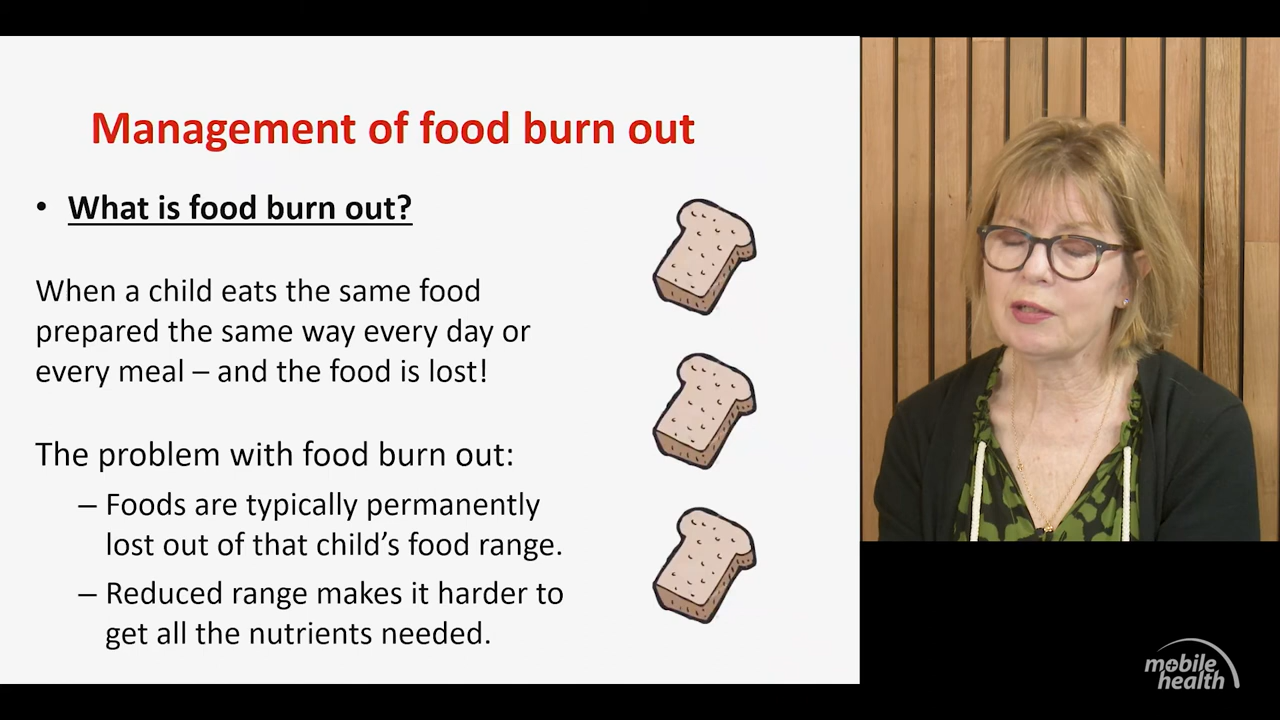 Management of food burn out
• What is food burn out?
When a child eats the same food
prepared the same way every day or
every meal – and the food is lost!
The problem with food burn out:
– Foods are typically permanently
lost out of that child's food range.
– Reduced range makes it harder to
get all the nutrients needed.
mobile
health